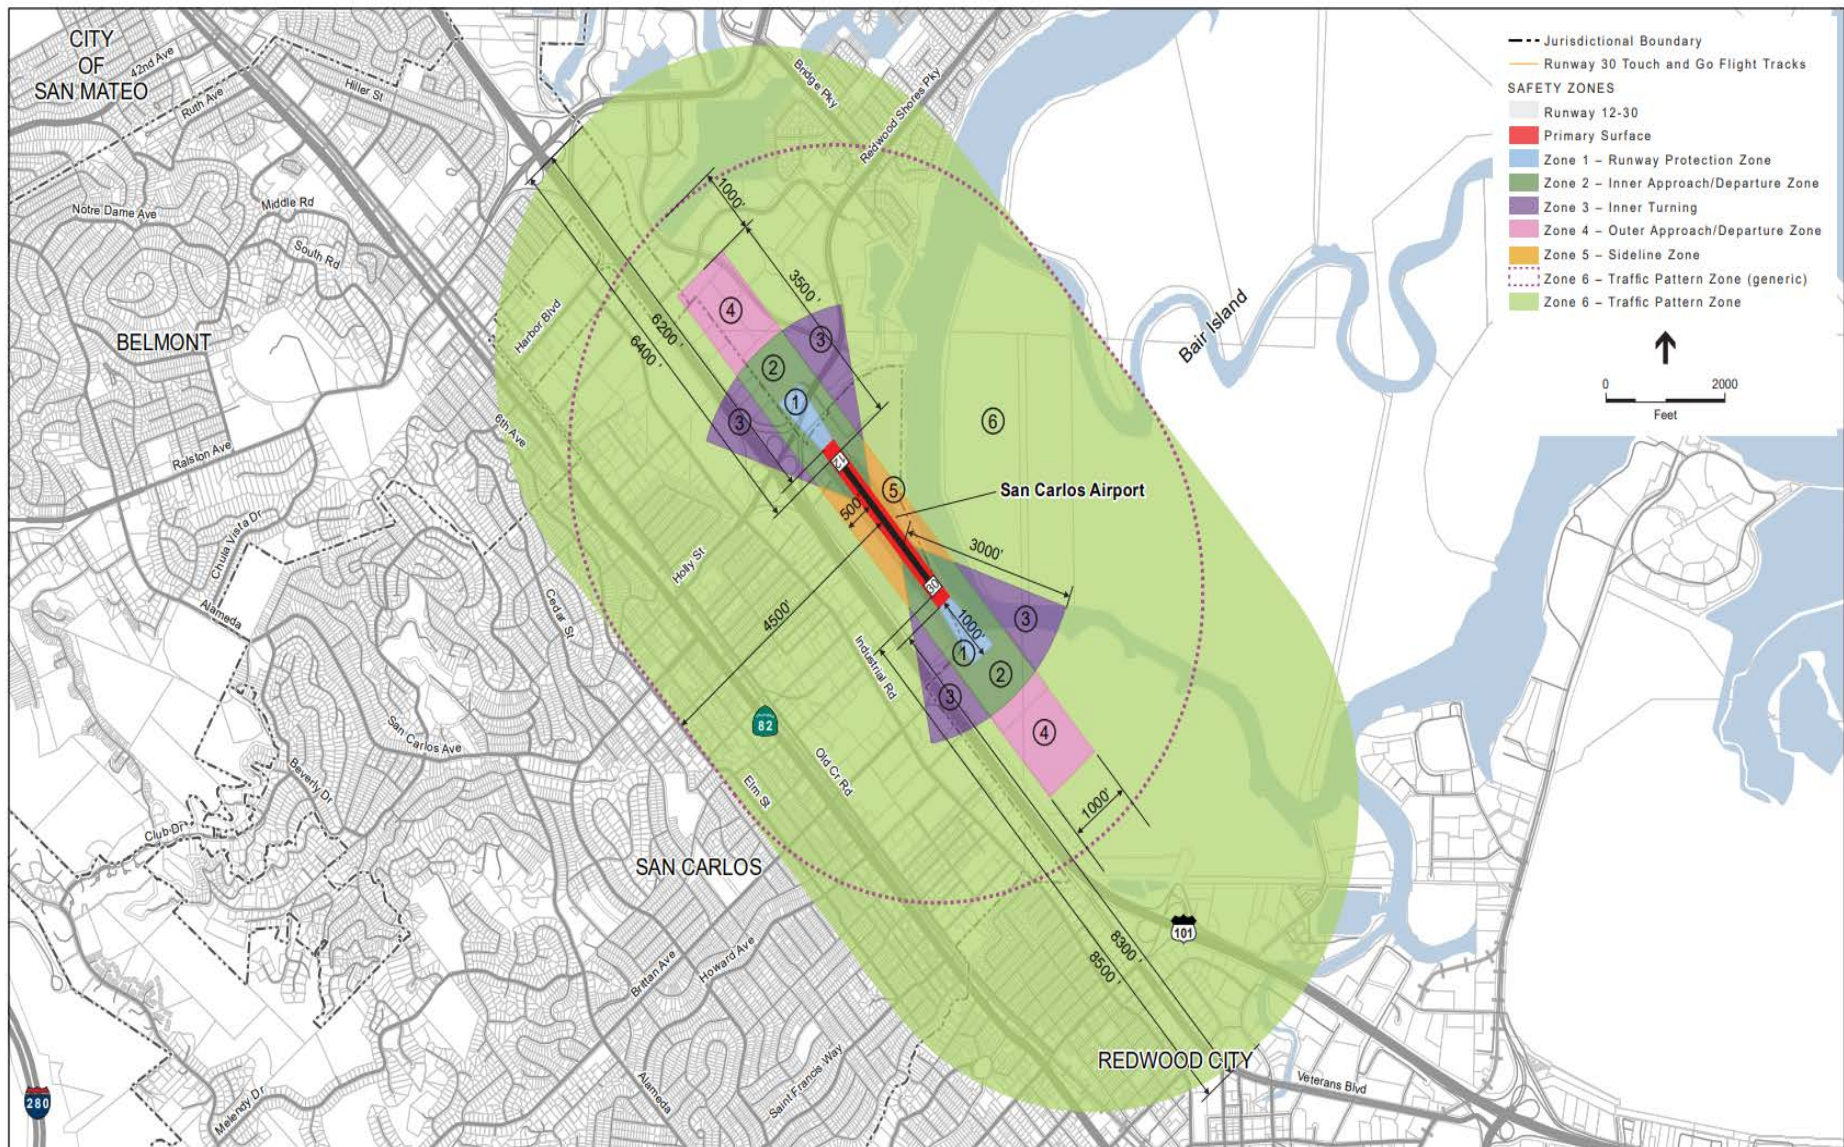 CITY
OF
SAN MATEO
42nd Ave
Ruth Ave
Hiller St
Bridge Pky
Redwood Shores Pky
Jurisdictional Boundary
Runway 30 Touch and Go Flight Tracks
SAFETY ZONES
Runway 12-30
Primary Surface
Zone 1 – Runway Protection Zone
Zone 2 – Inner Approach/Departure Zone
Zone 3 – Inner Turning
Zone 4 – Outer Approach/Departure Zone
Zone 5 – Sideline Zone
Zone 6 – Traffic Pattern Zone (generic)
Zone 6 – Traffic Pattern Zone
0 2000
Feet
Notre Dame Ave
Middle Rd
South Rd
1000'
3500'
Harbor Blvd
6200'
6400'
BELMONT
Bair Island
4
3
2
1
3
6
6th Ave
Ralston Ave
12
5
San Carlos Airport
500'
3000'
Chula Vista Dr
Holly St
30
Alameda
Cedar St
4500'
1000'
3
1
2
3
4
Industrial Rd
82
San Carlos Ave
Old Cr Rd
Elm St
Beverly Dr
Club Dr
1000'
SAN CARLOS
101
8300'
8500'
Brittan Ave
Howard Ave
REDWOOD CITY
Veterans Blvd
280
Melendy Dr
Alameda
Saint Francis Way